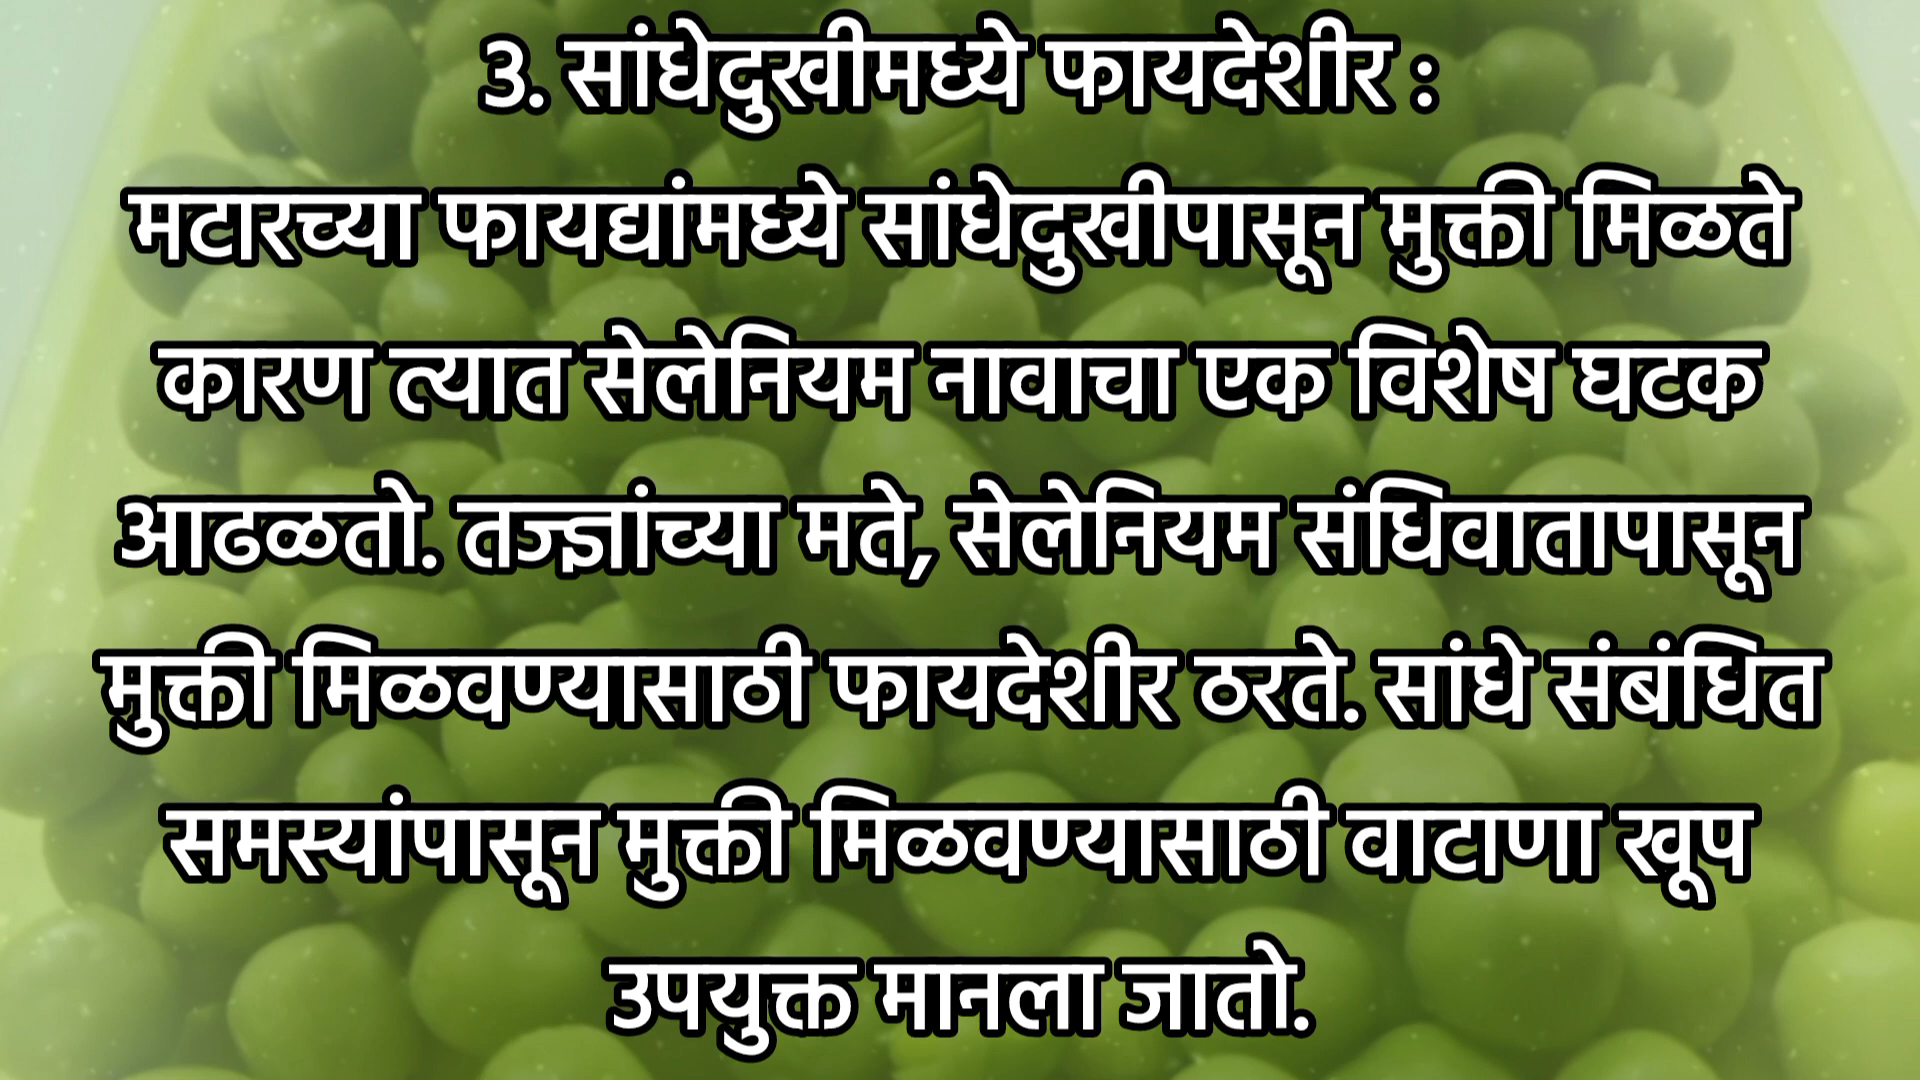 3. सांधेदुखीमध्ये फायदेशीर :
मटारच्या फायद्यांमध्ये सांधेदुखीपासून मुक्ती मिळते
कारण त्यात सेलेनियम नावाचा एक विशेष घटक
आढळतो. तज्ज्ञांच्या मते, सेलेनियम संधिवातापासून
मुक्ती मिळवण्यासाठी फायदेशीर ठरते. सांधे संबंधित
समस्यांपासून मुक्ती मिळवण्यासाठी वाटाणा खूप
उपयुक्त मानला जातो.